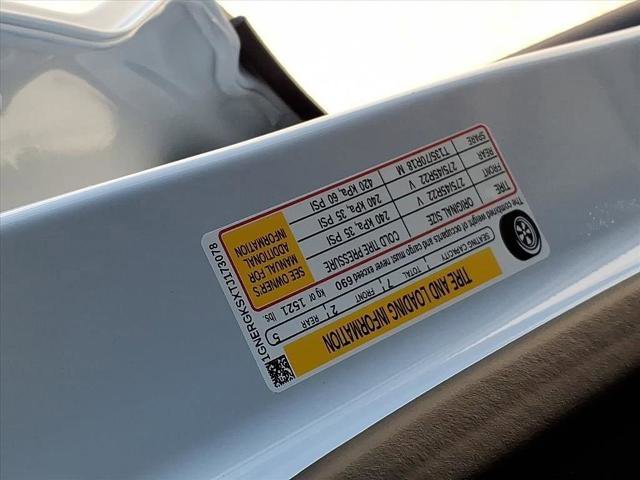 TIRE AND LOADING INFORMATION
SEATING CAPACITY TOTAL 7 FRONT 2 REAR 5
The combined weight of occupants and cargo must never exceed 690 kg or 1521 lbs.
TIRE ORIGINAL SIZE COLD TIRE PRESSURE
FRONT 275/45R22 V 240 kPa, 35 PSI
REAR 275/45R22 V 240 kPa, 35 PSI
SPARE T135/70R18 M 420 kPa, 60 PSI
SEE OWNER'S
MANUAL FOR
ADDITIONAL
INFORMATION
1GNERGKSXTJ173078